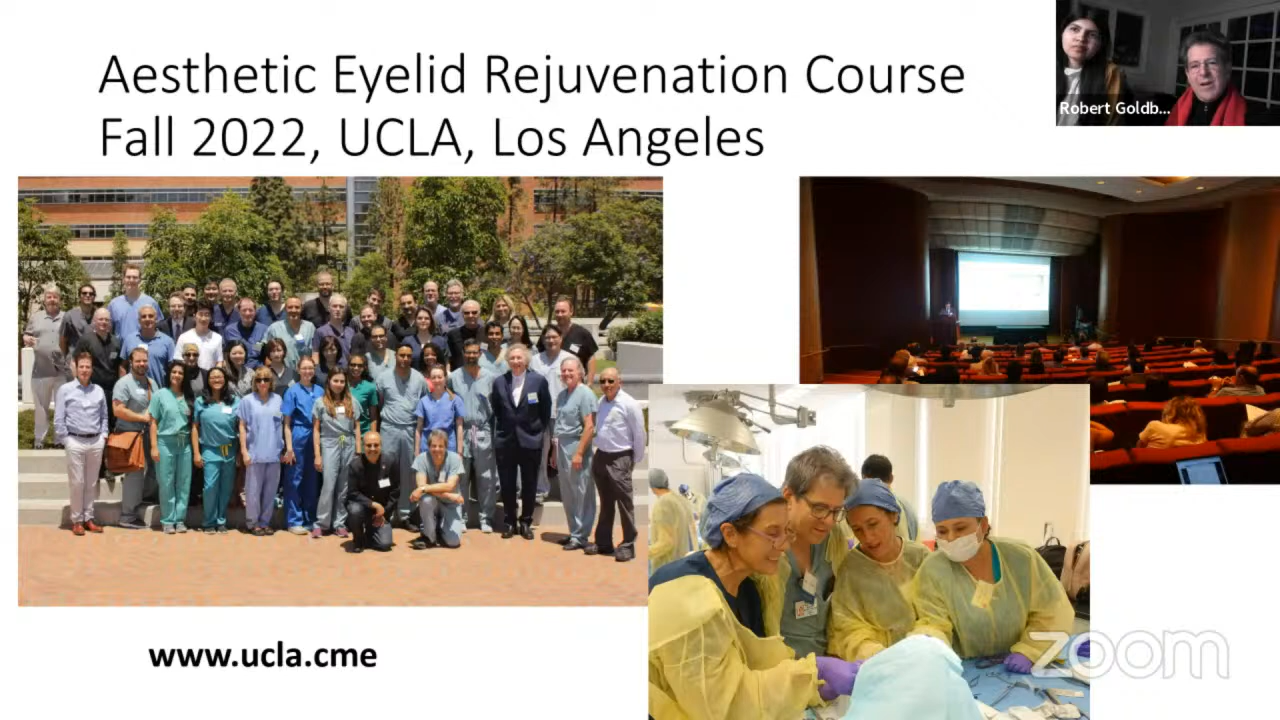 Aesthetic Eyelid Rejuvenation Course
Fall 2022, UCLA, Los Angeles
Robert Goldb...
www.ucla.cme
zoom